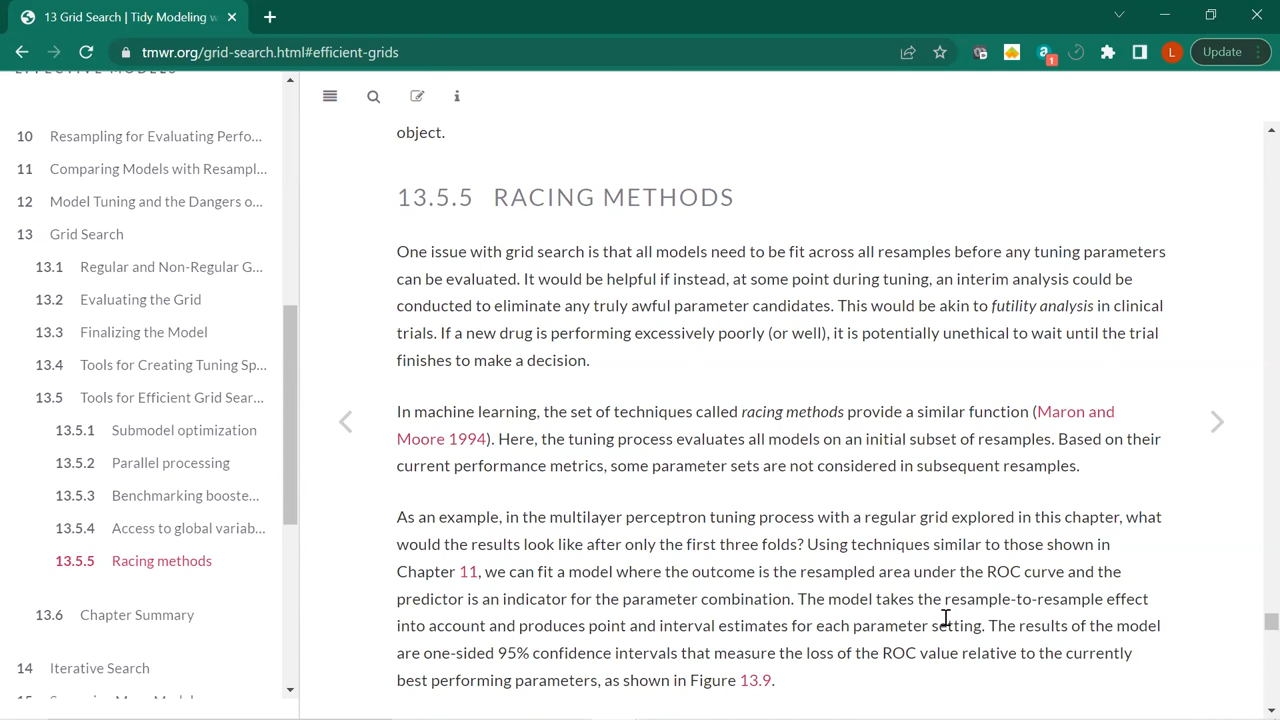 13 Grid Search | Tidy Modeling w
tmwr.org/grid-search.html#efficient-grids
1
L
Update
10 Resampling for Evaluating Perfo...
11 Comparing Models with Resampl...
12 Model Tuning and the Dangers o...
13 Grid Search
13.1 Regular and Non-Regular G...
13.2 Evaluating the Grid
13.3 Finalizing the Model
13.4 Tools for Creating Tuning Sp...
13.5 Tools for Efficient Grid Sear...
13.5.1 Submodel optimization
13.5.2 Parallel processing
13.5.3 Benchmarking booste...
13.5.4 Access to global variab...
13.5.5 Racing methods
13.6 Chapter Summary
14 Iterative Search
object.
13.5.5 RACING METHODS
One issue with grid search is that all models need to be fit across all resamples before any tuning parameters
can be evaluated. It would be helpful if instead, at some point during tuning, an interim analysis could be
conducted to eliminate any truly awful parameter candidates. This would be akin to futility analysis in clinical
trials. If a new drug is performing excessively poorly (or well), it is potentially unethical to wait until the trial
finishes to make a decision.
In machine learning, the set of techniques called racing methods provide a similar function (Maron and
Moore 1994). Here, the tuning process evaluates all models on an initial subset of resamples. Based on their
current performance metrics, some parameter sets are not considered in subsequent resamples.
As an example, in the multilayer perceptron tuning process with a regular grid explored in this chapter, what
would the results look like after only the first three folds? Using techniques similar to those shown in
Chapter 11, we can fit a model where the outcome is the resampled area under the ROC curve and the
predictor is an indicator for the parameter combination. The model takes the resample-to-resample effect
into account and produces point and interval estimates for each parameter setting. The results of the model
are one-sided 95% confidence intervals that measure the loss of the ROC value relative to the currently
best performing parameters, as shown in Figure 13.9.